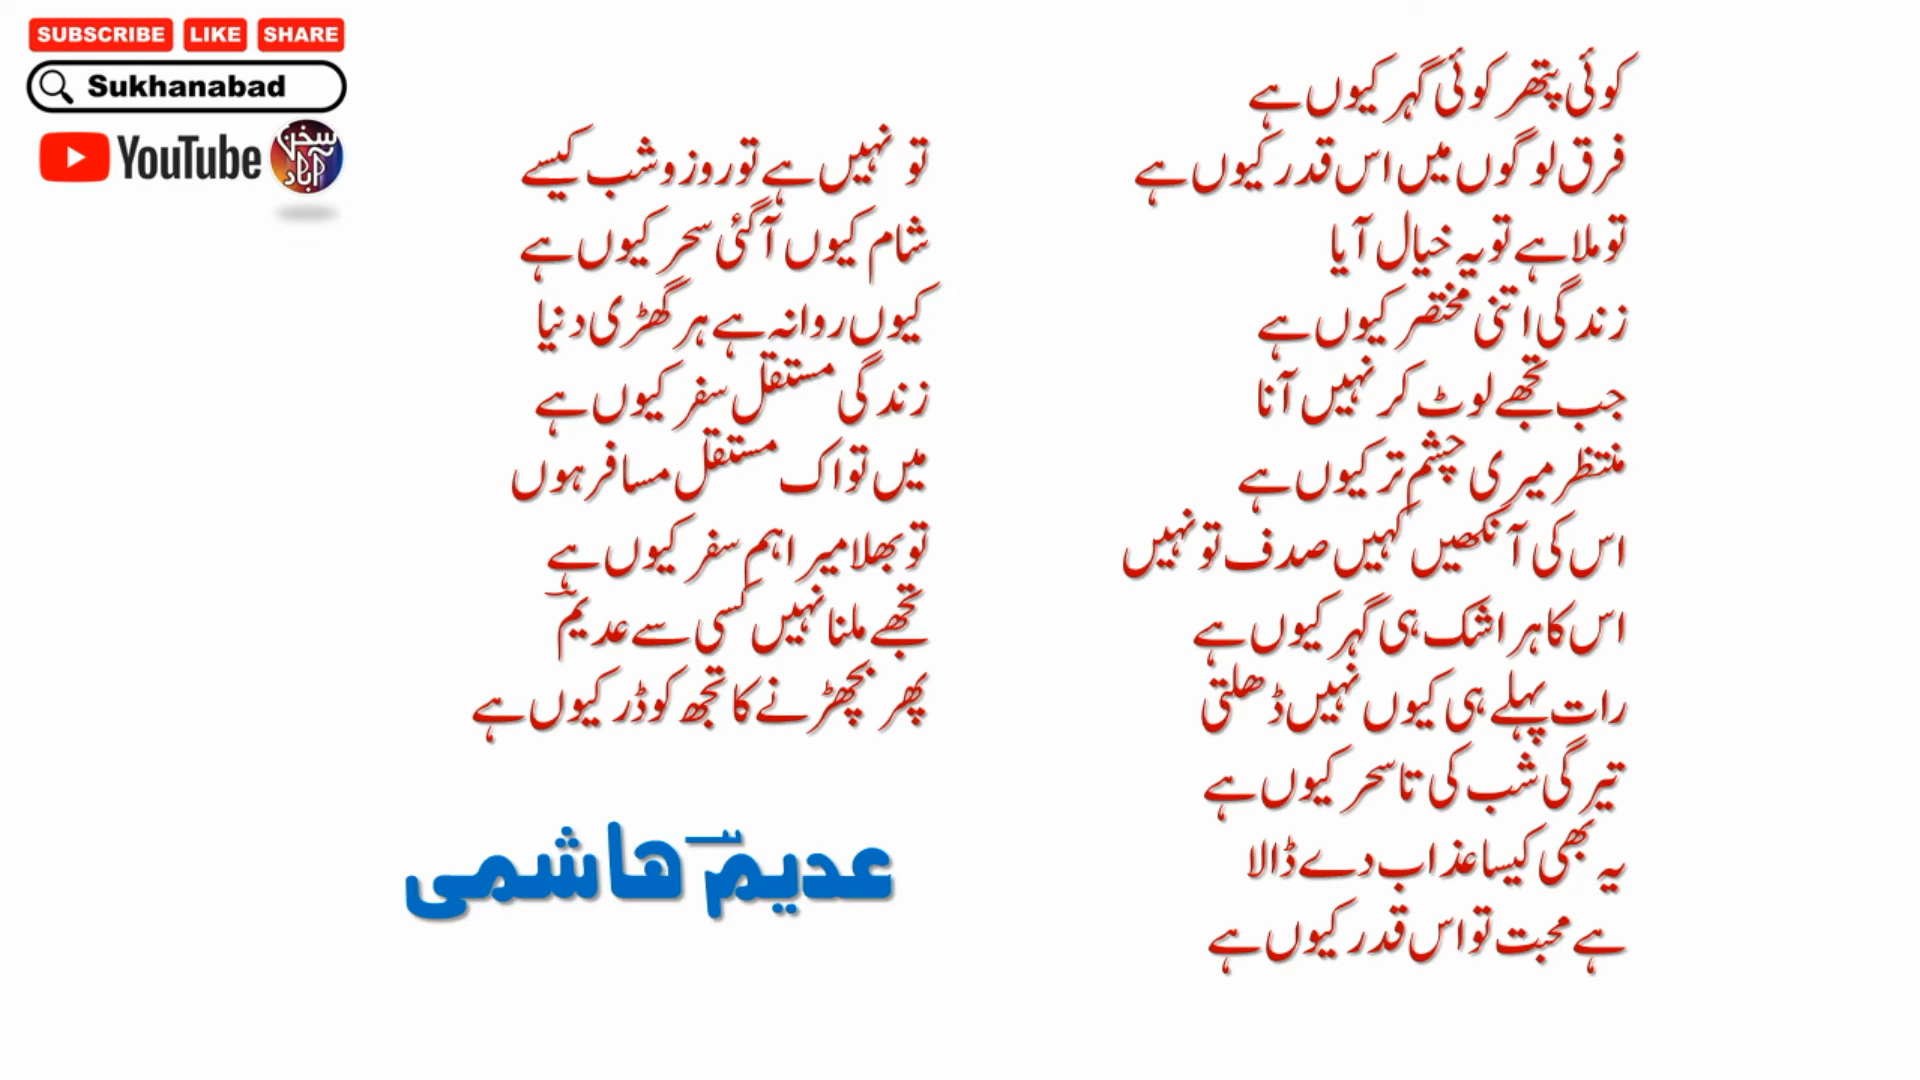 SUBSCRIBE LIKE SHARE
Sukhanabad
YouTube سخن آباد
کوئی پتھر کوئی گہر کیوں ہے
فرق لوگوں میں اس قدر کیوں ہے
تو ملا ہے تو یہ خیال آیا
زندگی اتنی مختصر کیوں ہے
جب تجھے لوٹ کر نہیں آنا
منتظر میری چشمِ تر کیوں ہے
اس کی آنکھیں کہیں صدف تو نہیں
اس کا ہر اشک ہی گہر کیوں ہے
رات پہلے ہی کیوں نہیں ڈھلتی
تیرگی شب کی تا سحر کیوں ہے
یہ بھی کیسا عذاب دے ڈالا
ہے محبت تو اس قدر کیوں ہے
تو نہیں ہے تو روز و شب کیسے
شام کیوں آگئی سحر کیوں ہے
کیوں روانہ ہے ہر گھڑی دنیا
زندگی مستقل سفر کیوں ہے
میں تو اک مستقل مسافر ہوں
تو بھلا میرا ہم سفر کیوں ہے
تجھے ملنا نہیں کسی سے عدیمؔ
پھر بچھڑنے کا تجھ کو ڈر کیوں ہے
عدیمؔ ھاشمی